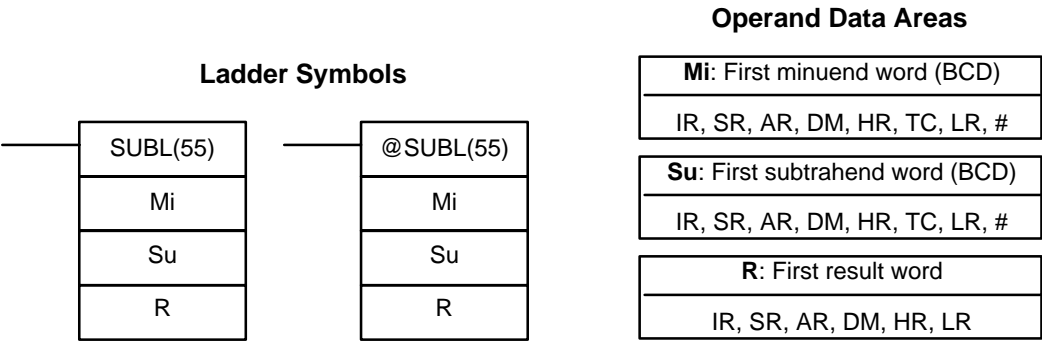 Ladder Symbols
SUBL(55)
Mi
Su
R
@SUBL(55)
Mi
Su
R
Operand Data Areas
Mi: First minuend word (BCD)
IR, SR, AR, DM, HR, TC, LR, #
Su: First subtrahend word (BCD)
IR, SR, AR, DM, HR, TC, LR, #
R: First result word
IR, SR, AR, DM, HR, LR